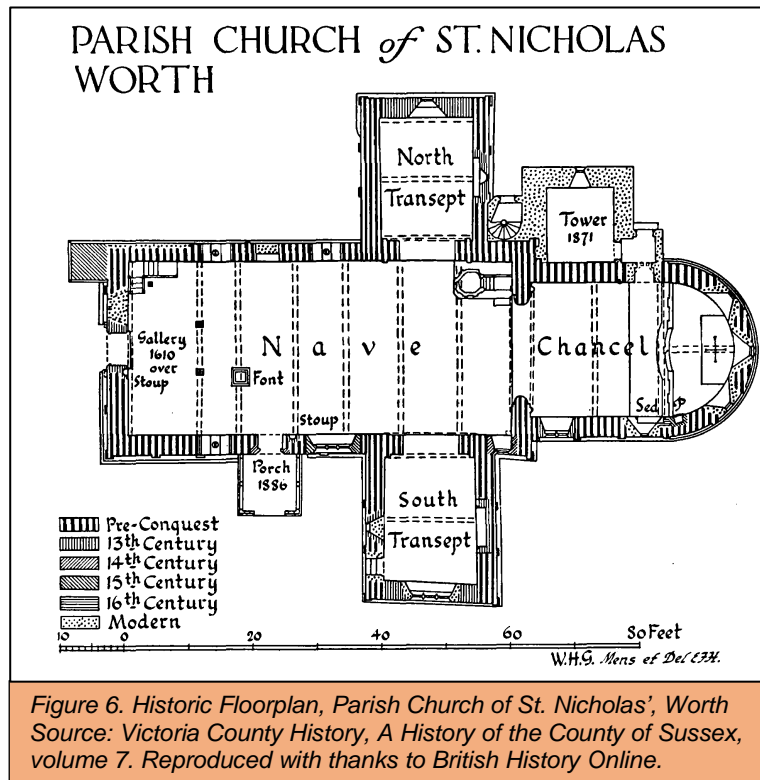 PARISH CHURCH of ST. NICHOLAS
WORTH
North
Transept
Tower
1871
Gallery
1610
over
Stoup
Nave
Chancel
Font
Stoup
Sed P
Porch
1886
South
Transept
Pre-Conquest
13th Century
14th Century
15th Century
16th Century
Modern
10 0 20 40 60 80 Feet
W.H.G. Mens et Del E.F.H.
Figure 6. Historic Floorplan, Parish Church of St. Nicholas', Worth
Source: Victoria County History, A History of the County of Sussex,
volume 7. Reproduced with thanks to British History Online.